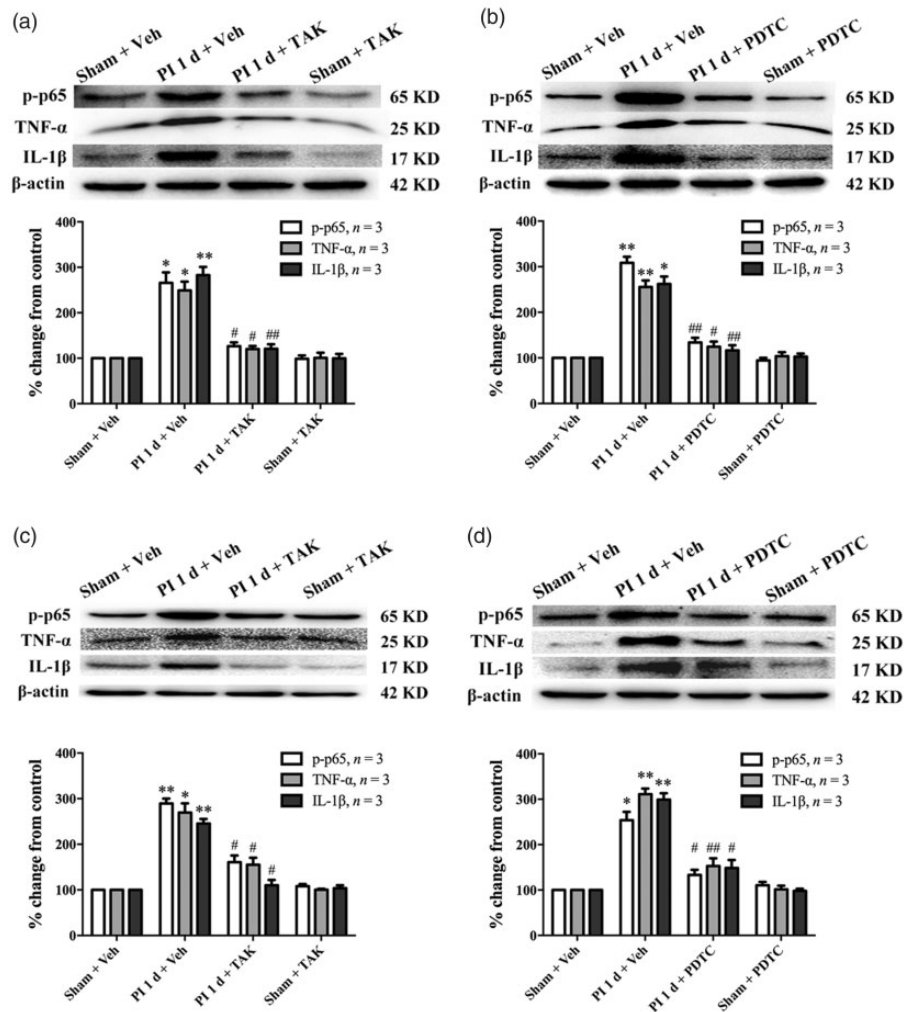 (a)
Sham + Veh PI 1 d + Veh PI 1 d + TAK Sham + TAK
p-p65 65 KD
TNF-α 25 KD
IL-1β 17 KD
β-actin 42 KD
% change from control
400
300
200
100
0
p-p65, n = 3
TNF-α, n = 3
IL-1β, n = 3
* * **
# # ##
Sham + Veh PI 1 d + Veh PI 1 d + TAK Sham + TAK
(b)
Sham + Veh PI 1 d + Veh PI 1 d + PDTC Sham + PDTC
p-p65 65 KD
TNF-α 25 KD
IL-1β 17 KD
β-actin 42 KD
% change from control
400
300
200
100
0
p-p65, n = 3
TNF-α, n = 3
IL-1β, n = 3
** ** *
## # ##
Sham + Veh PI 1 d + Veh PI 1 d + PDTC Sham + PDTC
(c)
Sham + Veh PI 1 d + Veh PI 1 d + TAK Sham + TAK
p-p65 65 KD
TNF-α 25 KD
IL-1β 17 KD
β-actin 42 KD
% change from control
400
300
200
100
0
p-p65, n = 3
TNF-α, n = 3
IL-1β, n = 3
** * **
# # #
Sham + Veh PI 1 d + Veh PI 1 d + TAK Sham + TAK
(d)
Sham + Veh PI 1 d + Veh PI 1 d + PDTC Sham + PDTC
p-p65 65 KD
TNF-α 25 KD
IL-1β 17 KD
β-actin 42 KD
% change from control
400
300
200
100
0
p-p65, n = 3
TNF-α, n = 3
IL-1β, n = 3
* ** **
# ## #
Sham + Veh PI 1 d + Veh PI 1 d + PDTC Sham + PDTC